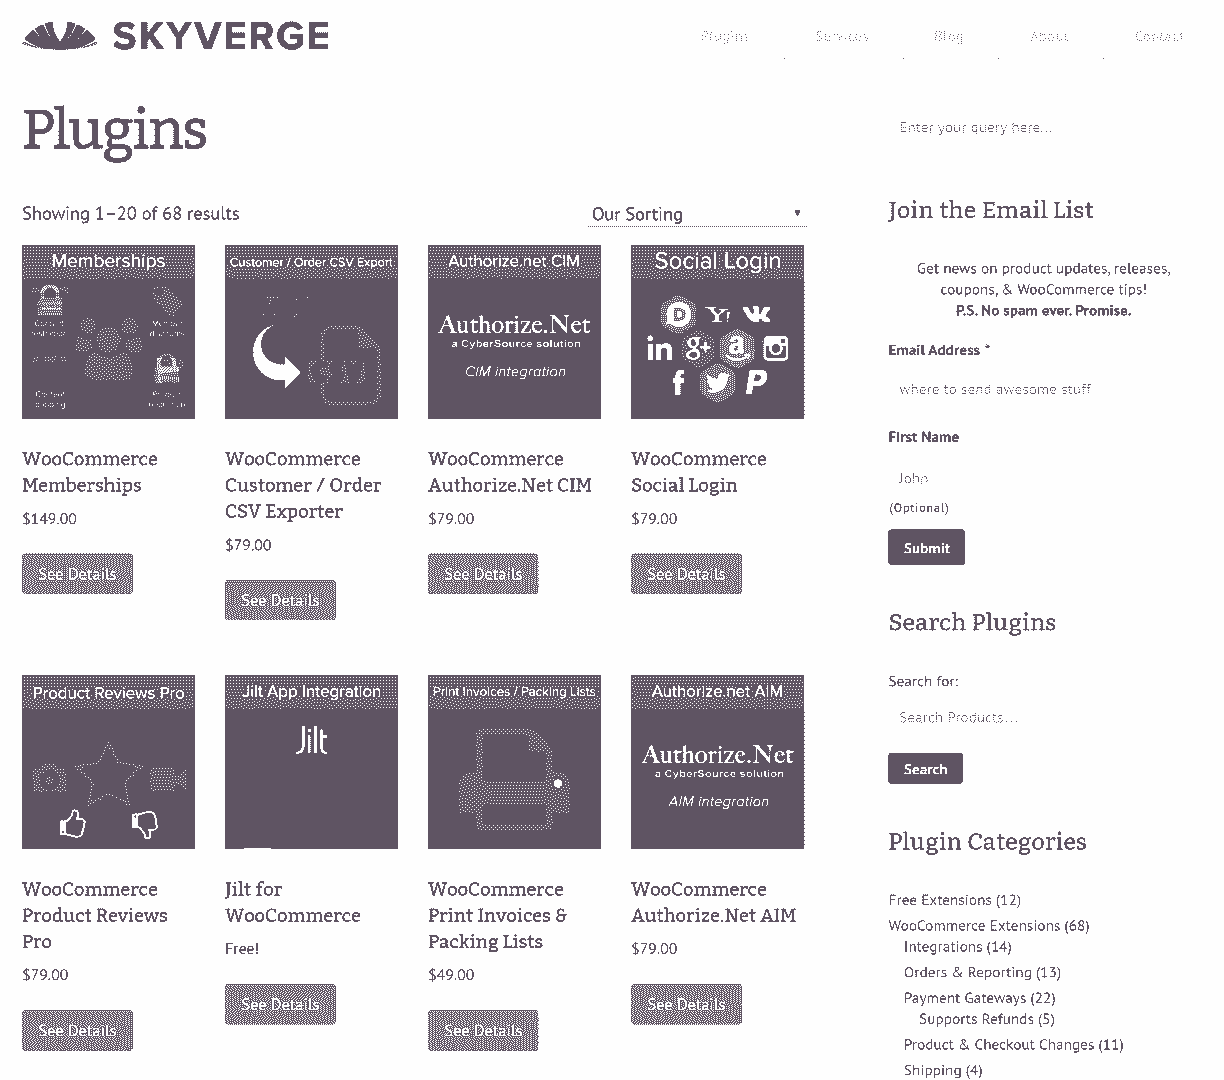 SKYVERGE
Plugins Services Blog About Contact
Plugins
Enter your query here...
Showing 1–20 of 68 results
Our Sorting
Memberships
Customer / Order CSV Export
Authorize.net CIM
Authorize.Net
a CyberSource solution
CIM integration
Social Login
WooCommerce
Memberships
$149.00
See Details
WooCommerce
Customer / Order
CSV Exporter
$79.00
See Details
WooCommerce
Authorize.Net CIM
$79.00
See Details
WooCommerce
Social Login
$79.00
See Details
Product Reviews Pro
Jilt App Integration
Jilt
Print Invoices / Packing Lists
Authorize.net AIM
Authorize.Net
a CyberSource solution
AIM integration
WooCommerce
Product Reviews
Pro
$79.00
See Details
Jilt for
WooCommerce
Free!
See Details
WooCommerce
Print Invoices &
Packing Lists
$49.00
See Details
WooCommerce
Authorize.Net AIM
$79.00
See Details
Join the Email List
Get news on product updates, releases,
coupons, & WooCommerce tips!
P.S. No spam ever. Promise.
Email Address *
where to send awesome stuff
First Name
John
(Optional)
Submit
Search Plugins
Search for:
Search Products...
Search
Plugin Categories
Free Extensions (12)
WooCommerce Extensions (68)
Integrations (14)
Orders & Reporting (13)
Payment Gateways (22)
Supports Refunds (5)
Product & Checkout Changes (11)
Shipping (4)